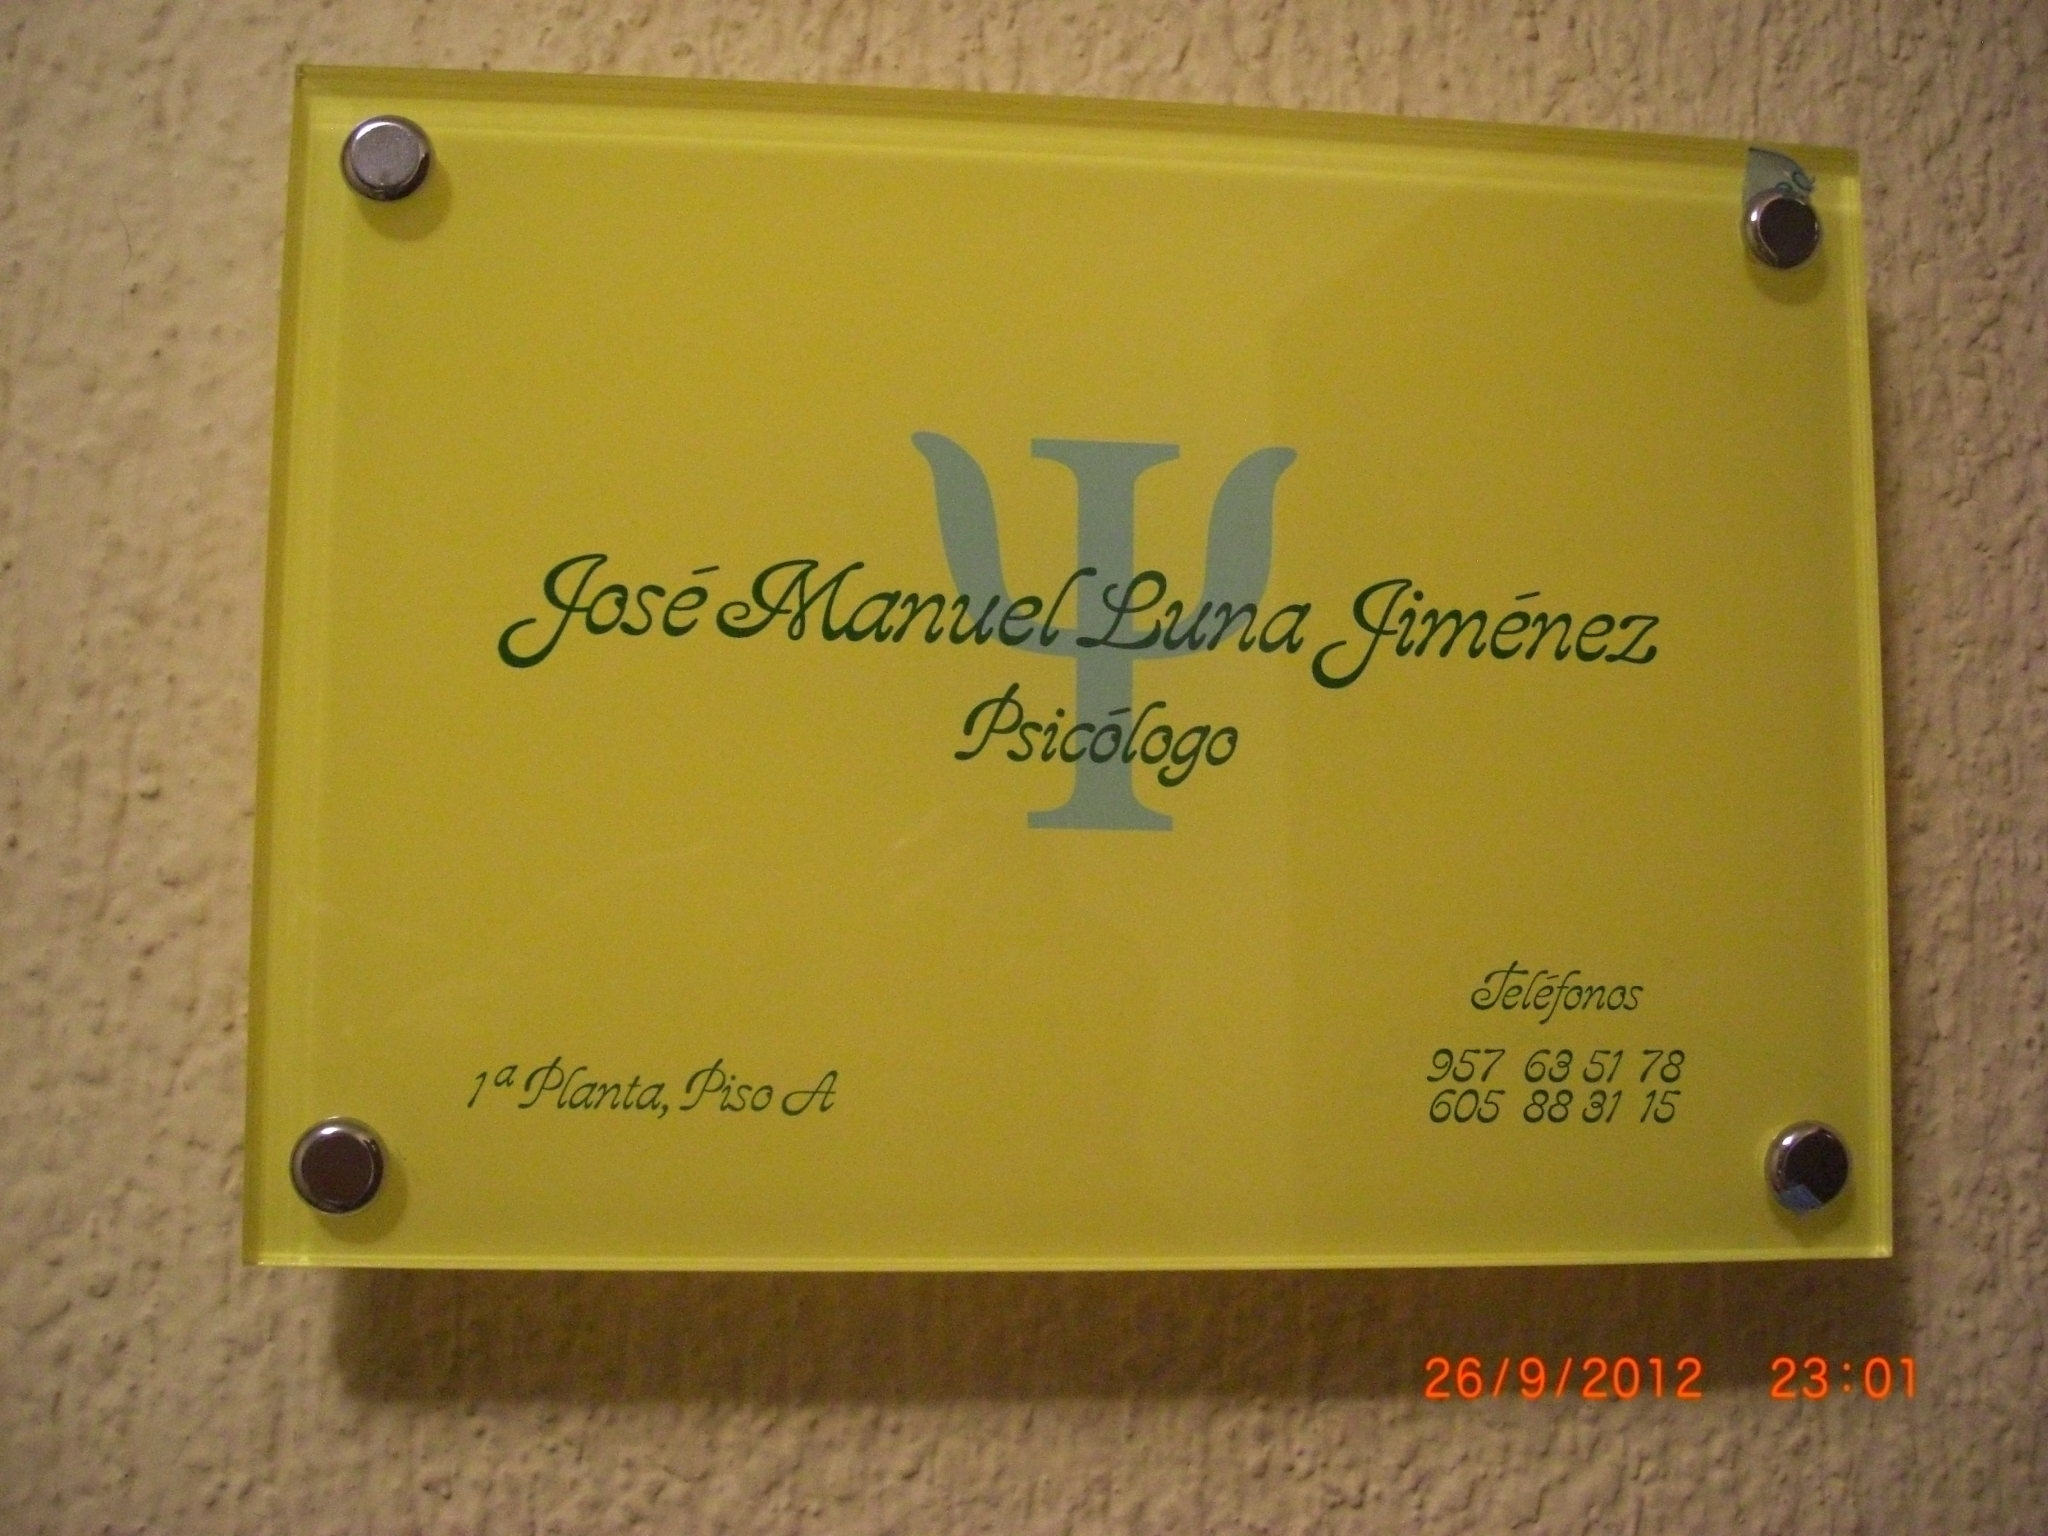 Ψ
José Manuel Luna Jiménez
Psicólogo
1ª Planta, Piso A
Teléfonos
957 63 51 78
605 88 31 15
26/9/2012 23:01